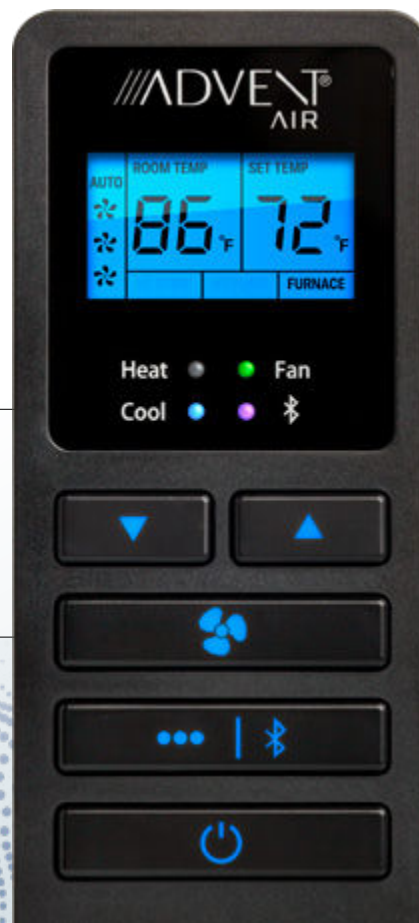 ADVENT®
AIR
AUTO
ROOM TEMP
SET TEMP
86°F
72°F
FURNACE
Heat
Fan
Cool